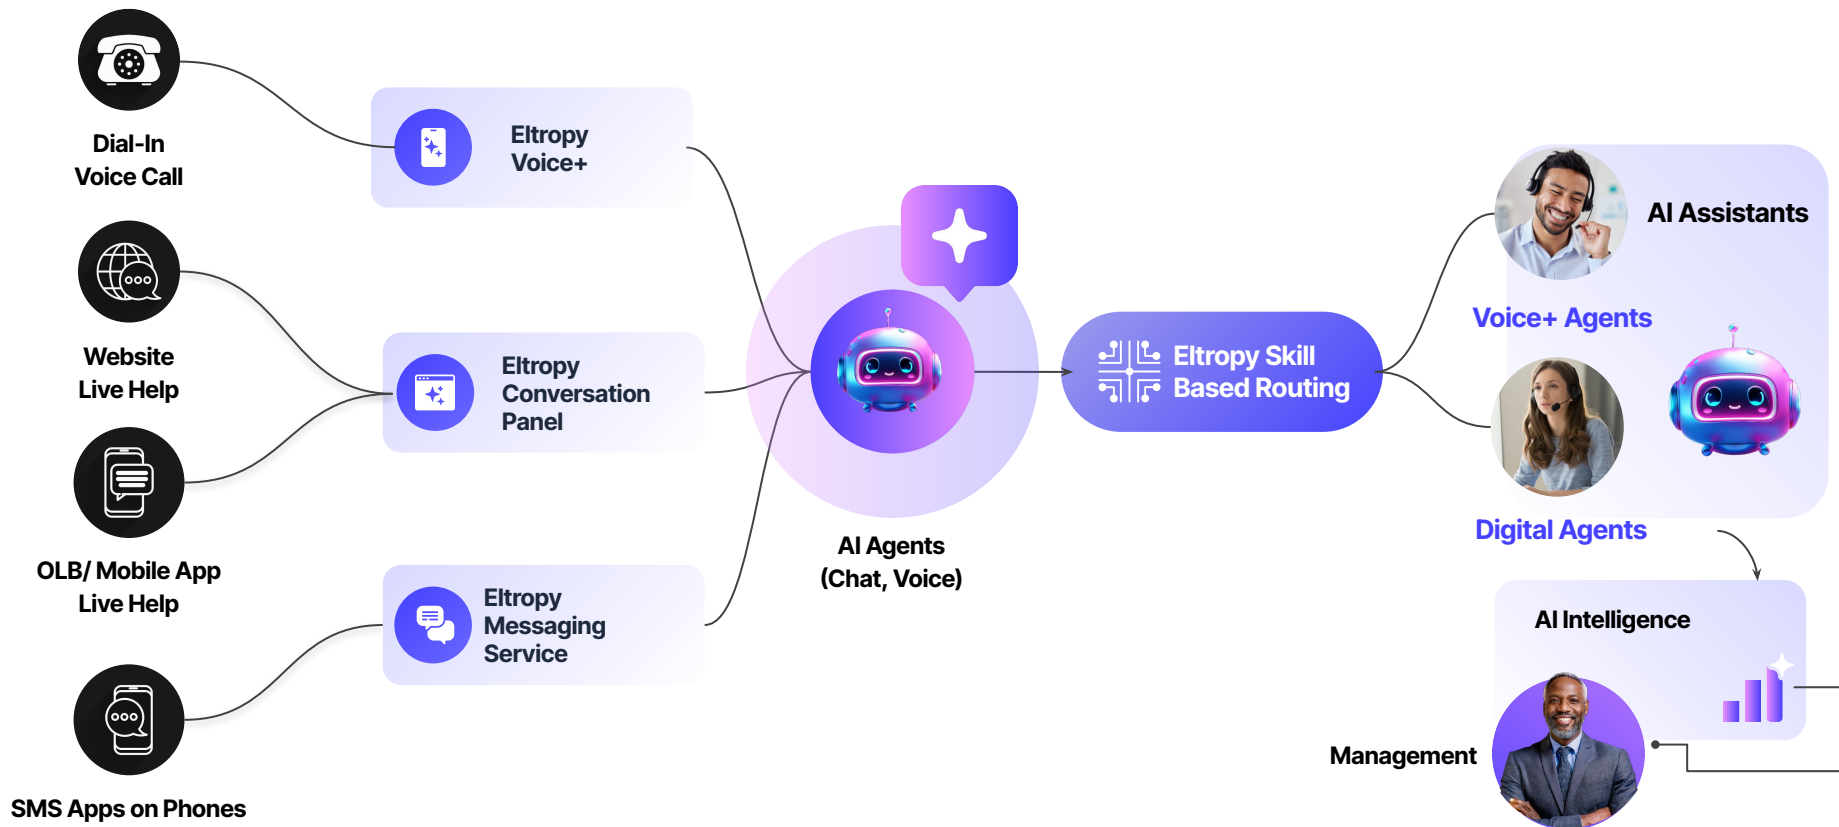 Dial-In
Voice Call
Website
Live Help
OLB/ Mobile App
Live Help
SMS Apps on Phones
Eltropy
Voice+
Eltropy
Conversation
Panel
Eltropy
Messaging
Service
AI Agents
(Chat, Voice)
Eltropy Skill
Based Routing
AI Assistants
Voice+ Agents
Digital Agents
AI Intelligence
Management